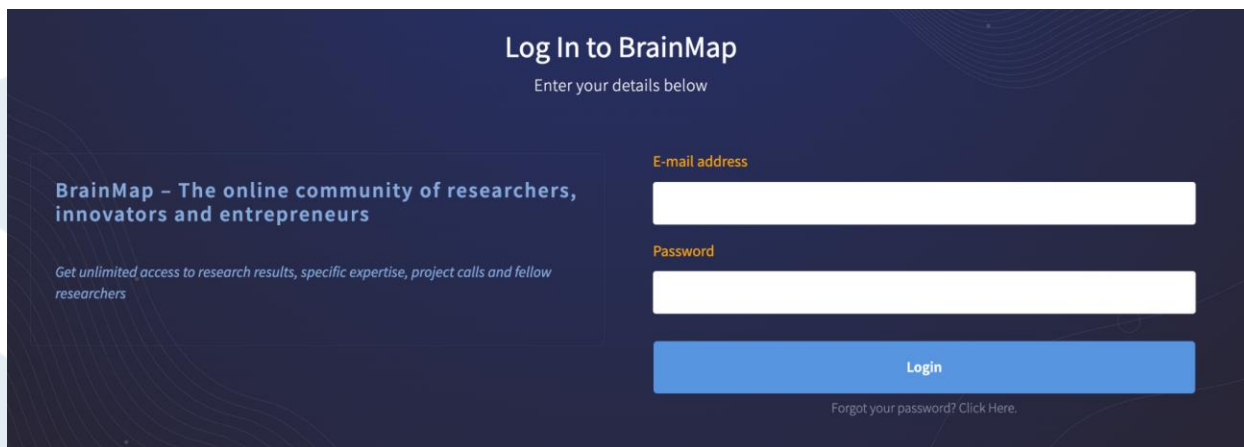 Log In to BrainMap
Enter your details below
BrainMap – The online community of researchers,
innovators and entrepreneurs
Get unlimited access to research results, specific expertise, project calls and fellow
researchers
E-mail address
Password
Login
Forgot your password? Click Here.